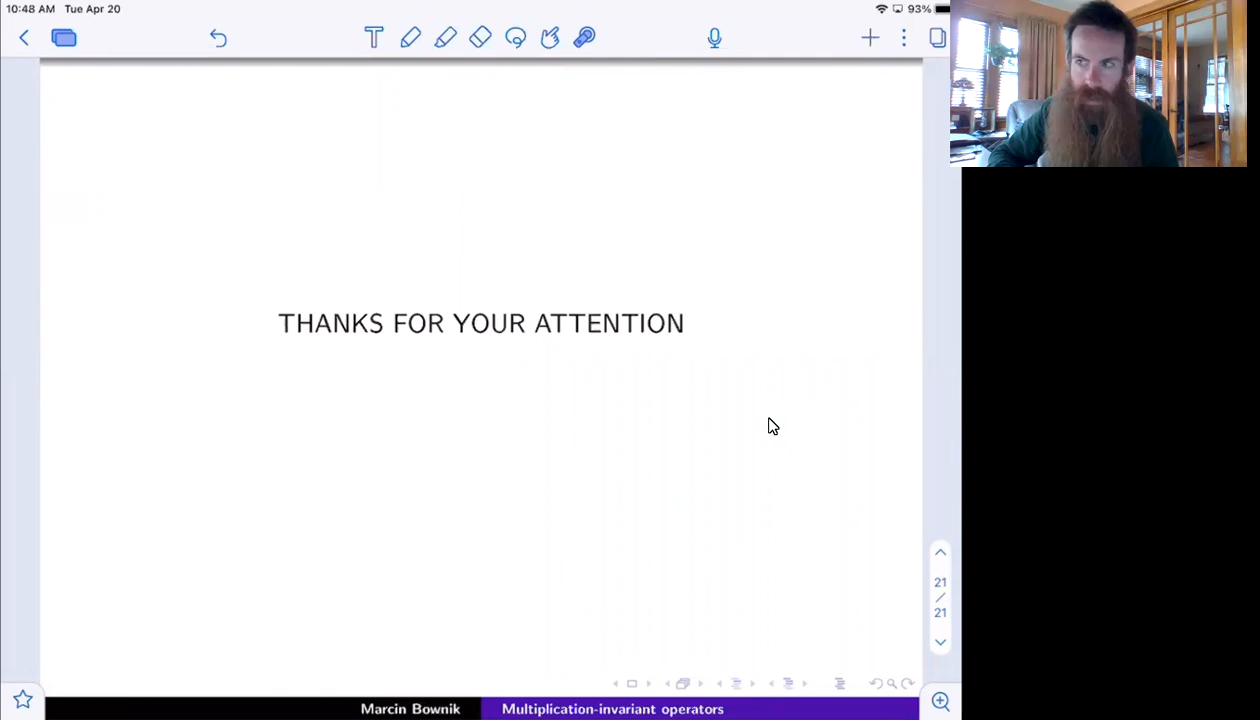 10:48 AM Tue Apr 20
93%
T
THANKS FOR YOUR ATTENTION
21
/
21
Marcin Bownik
Multiplication-invariant operators